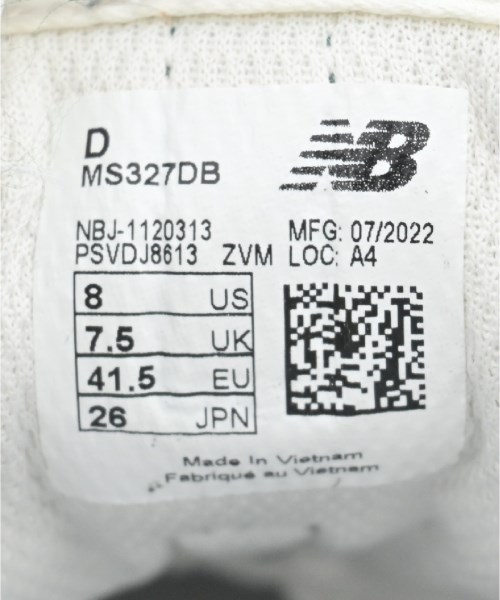 D
MS327DB
NB
NBJ-1120313 MFG: 07/2022
PSVDJ8613 ZVM LOC: A4
8 US
7.5 UK
41.5 EU
26 JPN
Made In Vietnam
Fabriqué au Vietnam